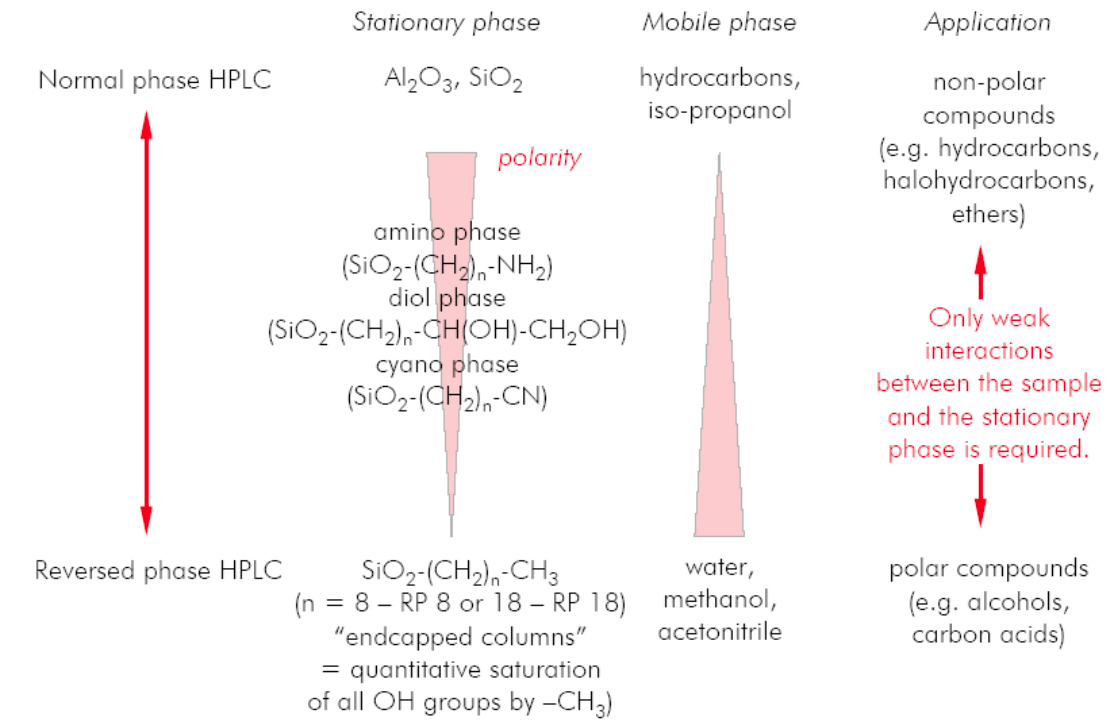 Stationary phase
Mobile phase
Application
Normal phase HPLC
Al₂O₃, SiO₂
hydrocarbons,
iso-propanol
non-polar
compounds
(e.g. hydrocarbons,
halohydrocarbons,
ethers)
polarity
amino phase
(SiO₂-(CH₂)ₙ-NH₂)
diol phase
(SiO₂-(CH₂)ₙ-CH(OH)-CH₂OH)
cyano phase
(SiO₂-(CH₂)ₙ-CN)
Only weak
interactions
between the sample
and the stationary
phase is required.
Reversed phase HPLC
SiO₂-(CH₂)ₙ-CH₃
(n = 8 – RP 8 or 18 – RP 18)
“endcapped columns”
= quantitative saturation
of all OH groups by –CH₃)
water,
methanol,
acetonitrile
polar compounds
(e.g. alcohols,
carbon acids)